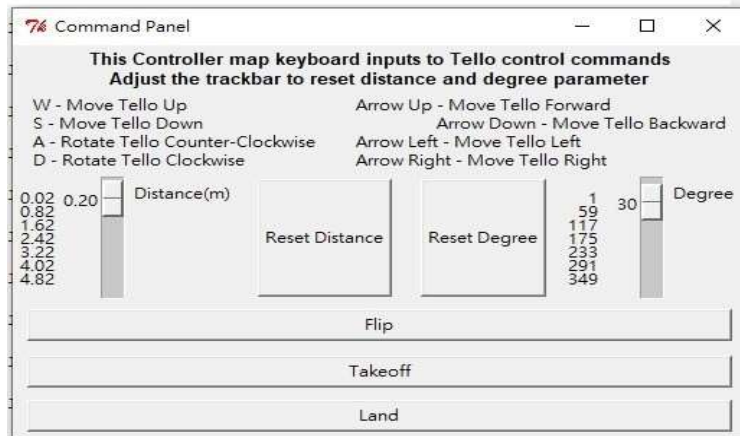 Command Panel
This Controller map keyboard inputs to Tello control commands
Adjust the trackbar to reset distance and degree parameter
W - Move Tello Up
S - Move Tello Down
A - Rotate Tello Counter-Clockwise
D - Rotate Tello Clockwise
Arrow Up - Move Tello Forward
Arrow Down - Move Tello Backward
Arrow Left - Move Tello Left
Arrow Right - Move Tello Right
0.02
0.82
1.62
2.42
3.22
4.02
4.82
0.20
Distance(m)
Reset Distance
Reset Degree
1
59
117
175
233
291
349
30
Degree
Flip
Takeoff
Land